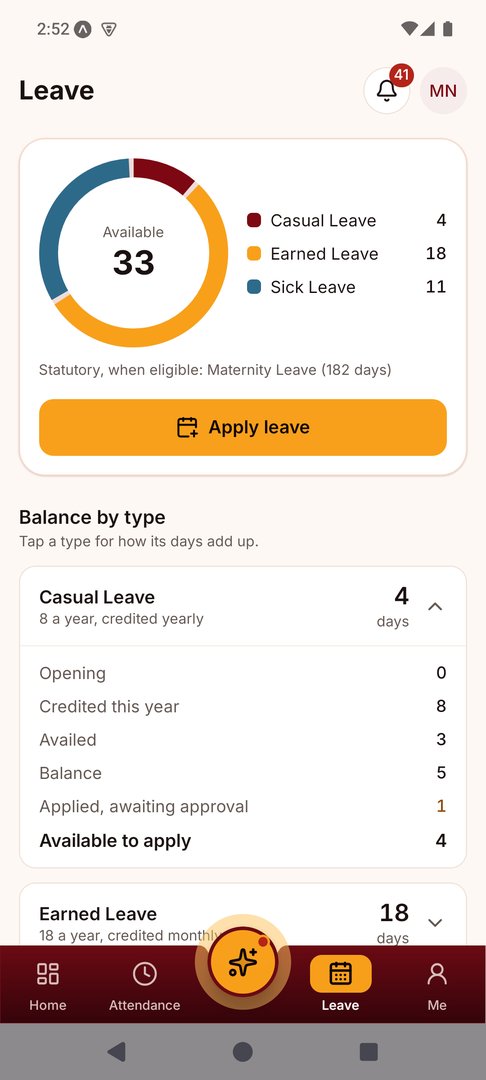 2:52
Leave
41
MN
Available
33
Casual Leave 4
Earned Leave 18
Sick Leave 11
Statutory, when eligible: Maternity Leave (182 days)
Apply leave
Balance by type
Tap a type for how its days add up.
Casual Leave 4
8 a year, credited yearly days
Opening 0
Credited this year 8
Availed 3
Balance 5
Applied, awaiting approval 1
Available to apply 4
Earned Leave 18
18 a year, credited monthly days
Home Attendance Leave Me